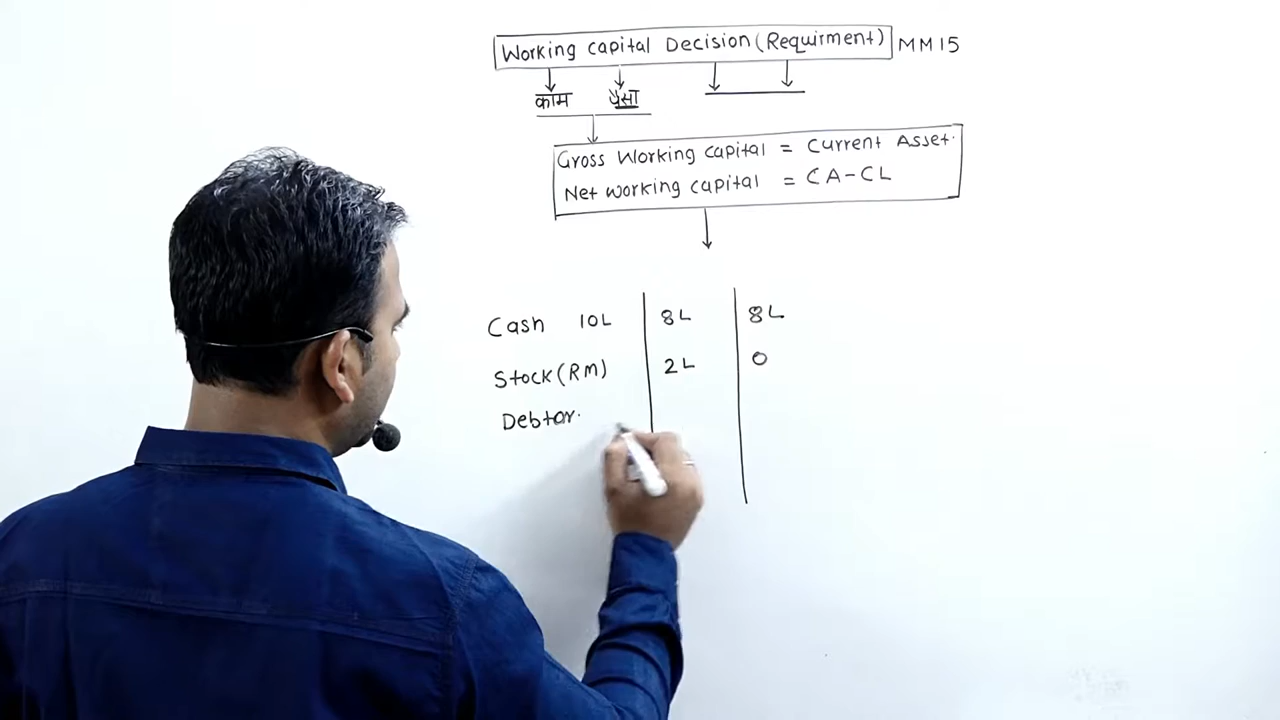 Working capital Decision (Requirment) MM15
काम पैसा
Gross Working capital = Current Asset.
Net working capital = CA-CL
Cash 10L 8L 8L
Stock (Rm) 2L 0
Debtor.